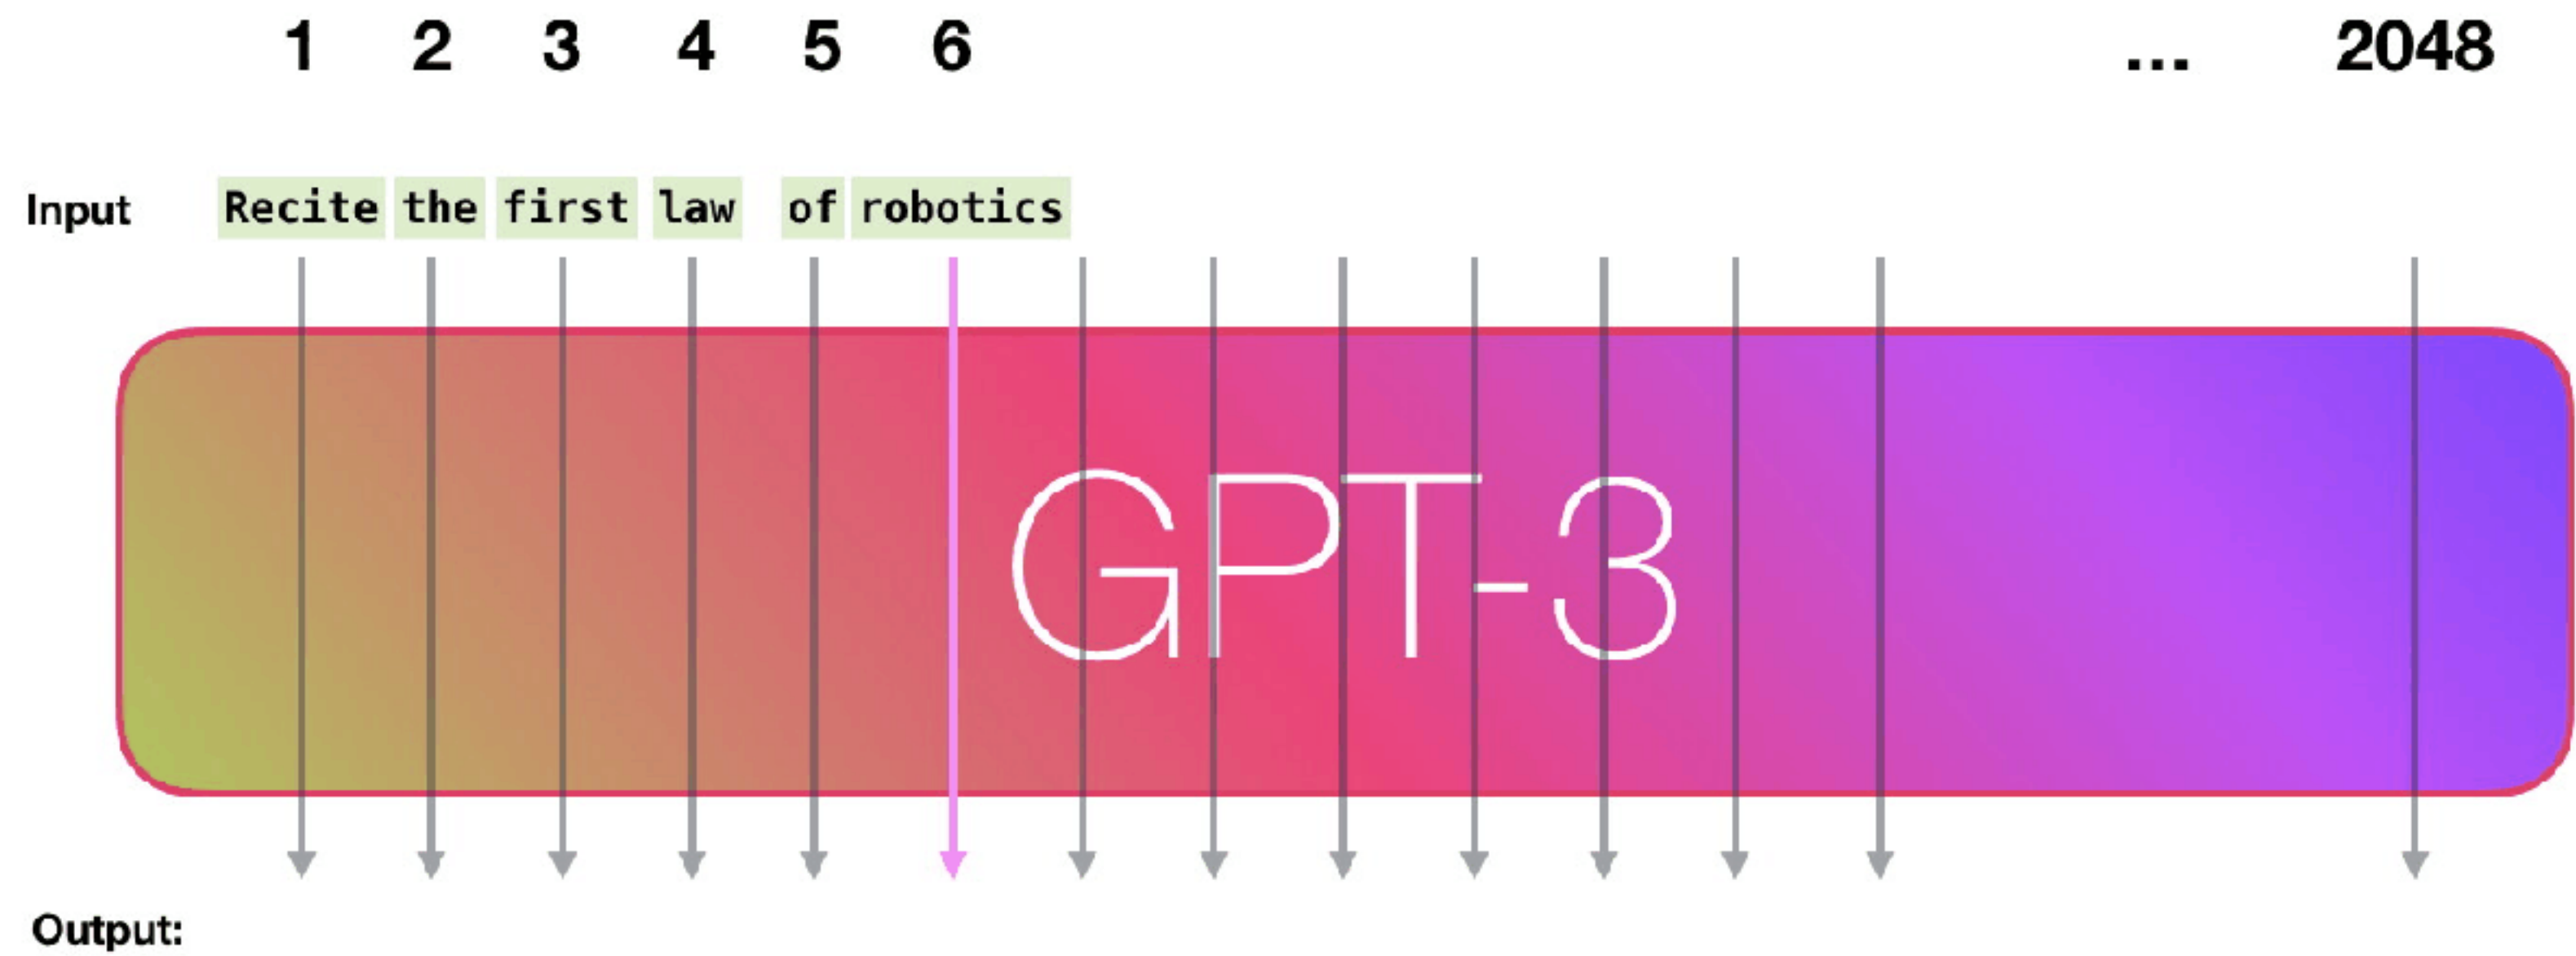 1 2 3 4 5 6 ... 2048
Input Recite the first law of robotics
GPT-3
Output: